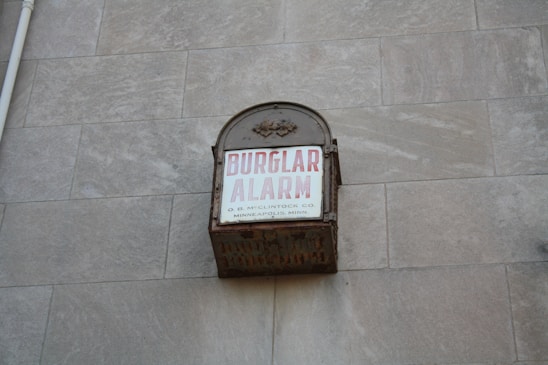 BURGLAR
ALARM
O. B. McCLINTOCK CO.
MINNEAPOLIS, MINN.